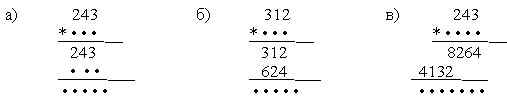 а) 243 б) 312 в) 243
*• • • *• • • *• • • •
243 312 8264
• • • 624 4132
• • • • • • • • • • • • • • • • •